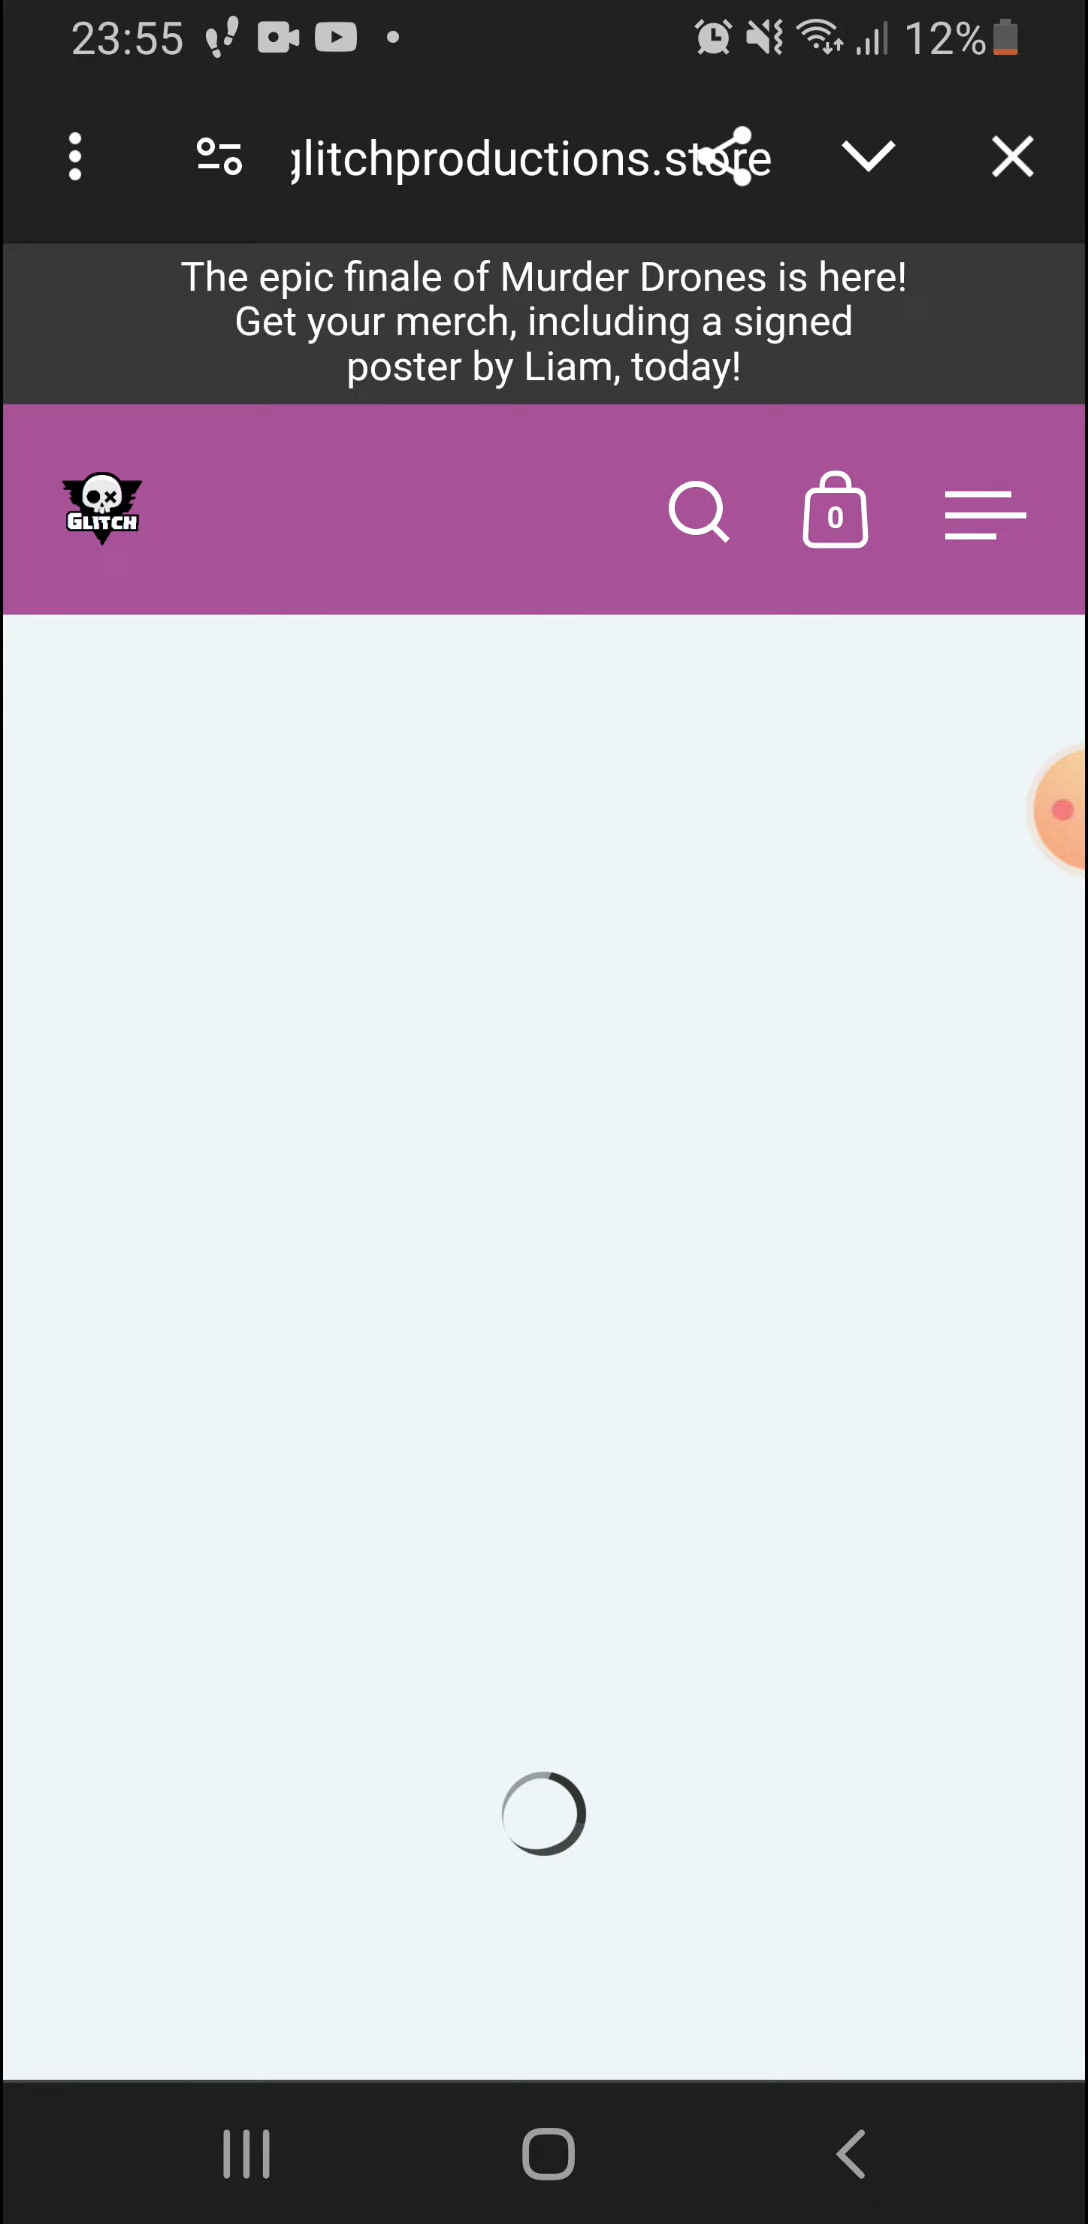 23:55
12%
glitchproductions.store
The epic finale of Murder Drones is here!
Get your merch, including a signed
poster by Liam, today!
GLITCH
0